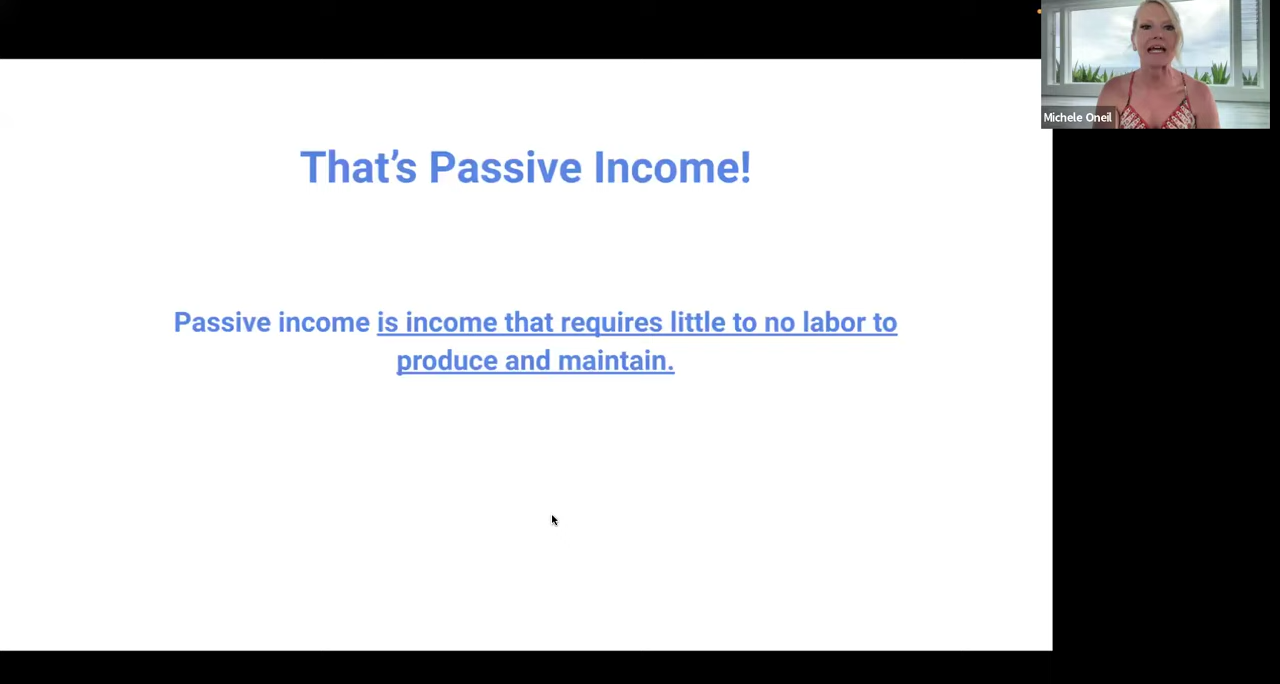 That’s Passive Income!
Passive income is income that requires little to no labor to
produce and maintain.
Michele Oneil